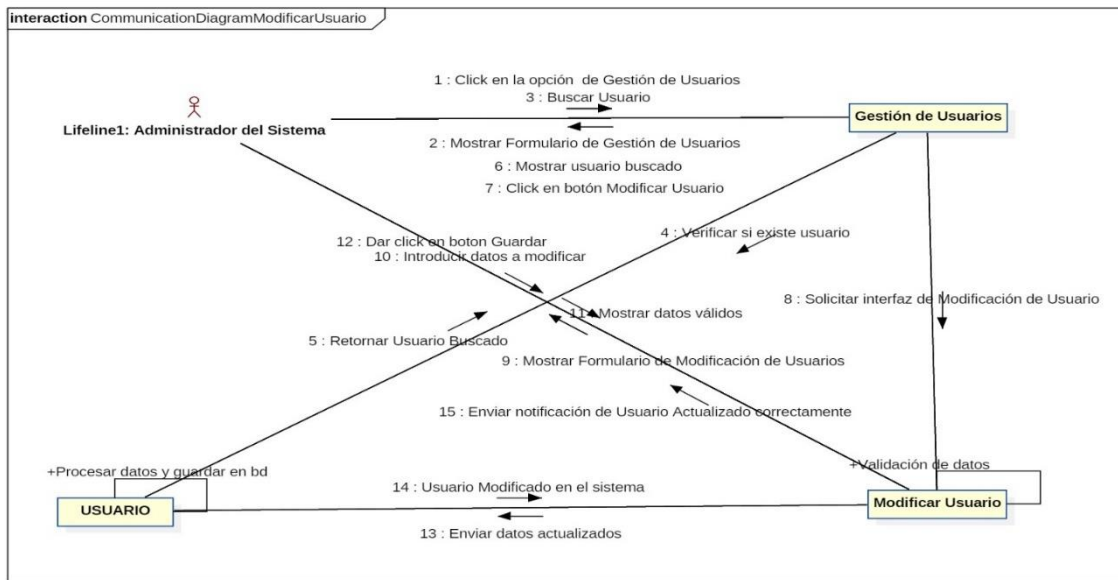 interaction CommunicationDiagramModificarUsuario
1 : Click en la opción de Gestión de Usuarios
3 : Buscar Usuario
Lifeline1: Administrador del Sistema
Gestión de Usuarios
2 : Mostrar Formulario de Gestión de Usuarios
6 : Mostrar usuario buscado
7 : Click en botón Modificar Usuario
4 : Verificar si existe usuario
12 : Dar click en boton Guardar
10 : Introducir datos a modificar
8 : Solicitar interfaz de Modificación de Usuario
11 : Mostrar datos válidos
5 : Retornar Usuario Buscado
9 : Mostrar Formulario de Modificación de Usuarios
15 : Enviar notificación de Usuario Actualizado correctamente
+Procesar datos y guardar en bd
+Validación de datos
14 : Usuario Modificado en el sistema
USUARIO
Modificar Usuario
13 : Enviar datos actualizados